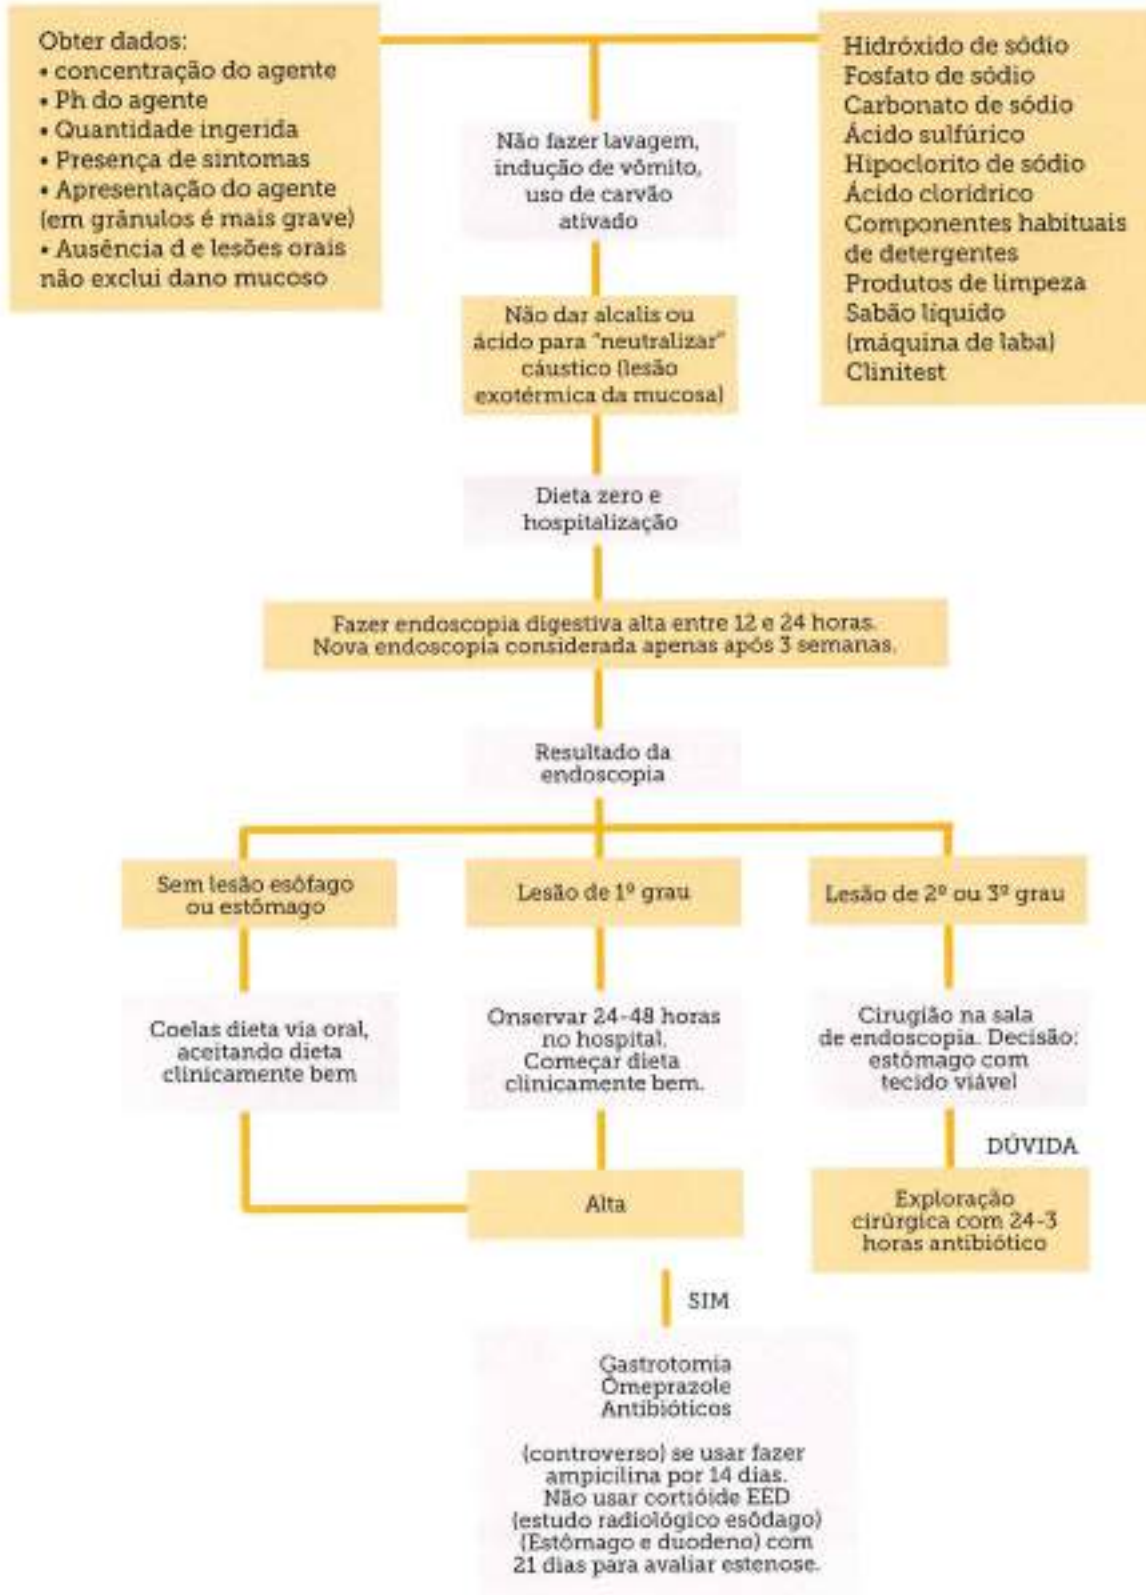 Obter dados:
• concentração do agente
• Ph do agente
• Quantidade ingerida
• Presença de sintomas
• Apresentação do agente
(em grânulos é mais grave)
• Ausência d e lesões orais
não exclui dano mucoso
Não fazer lavagem,
indução de vômito,
uso de carvão
ativado
Hidróxido de sódio
Fosfato de sódio
Carbonato de sódio
Ácido sulfúrico
Hipoclorito de sódio
Ácido clorídrico
Componentes habituais
de detergentes
Produtos de limpeza
Sabão líquido
(máquina de laba)
Clinitest
Não dar alcalis ou
ácido para "neutralizar"
cáustico (lesão
exotérmica da mucosa)
Dieta zero e
hospitalização
Fazer endoscopia digestiva alta entre 12 e 24 horas.
Nova endoscopia considerada apenas após 3 semanas.
Resultado da
endoscopia
Sem lesão esôfago
ou estômago
Lesão de 1º grau
Lesão de 2º ou 3º grau
Coelas dieta via oral,
aceitando dieta
clinicamente bem
Onservar 24-48 horas
no hospital.
Começar dieta
clinicamente bem.
Cirugião na sala
de endoscopia. Decisão:
estômago com
tecido viável
DÚVIDA
Alta
Exploração
cirúrgica com 24-3
horas antibiótico
SIM
Gastrotomia
Omeprazole
Antibióticos
(controverso) se usar fazer
ampicilina por 14 dias.
Não usar cortióide EED
(estudo radiológico esôdago)
(Estômago e duodeno) com
21 dias para avaliar estenose.